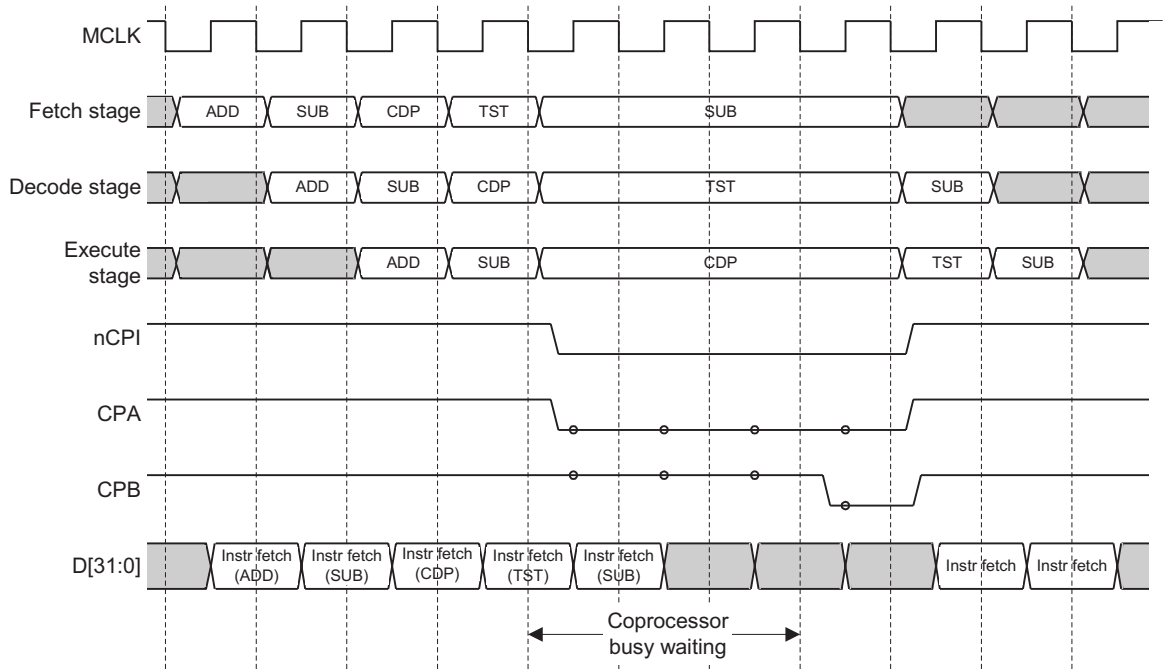 MCLK
Fetch stage
ADD
SUB
CDP
TST
SUB
Decode stage
ADD
SUB
CDP
TST
SUB
Execute
stage
ADD
SUB
CDP
TST
SUB
nCPI
CPA
CPB
D[31:0]
Instr fetch
(ADD)
Instr fetch
(SUB)
Instr fetch
(CDP)
Instr fetch
(TST)
Instr fetch
(SUB)
Instr fetch
Instr fetch
Coprocessor
busy waiting